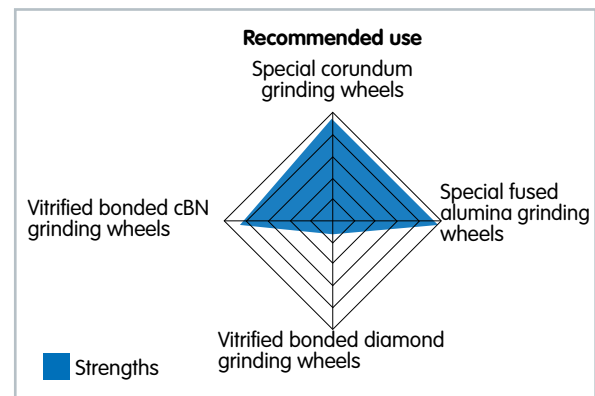 Recommended use
Special corundum
grinding wheels
Vitrified bonded cBN
grinding wheels
Special fused
alumina grinding
wheels
Vitrified bonded diamond
grinding wheels
Strengths